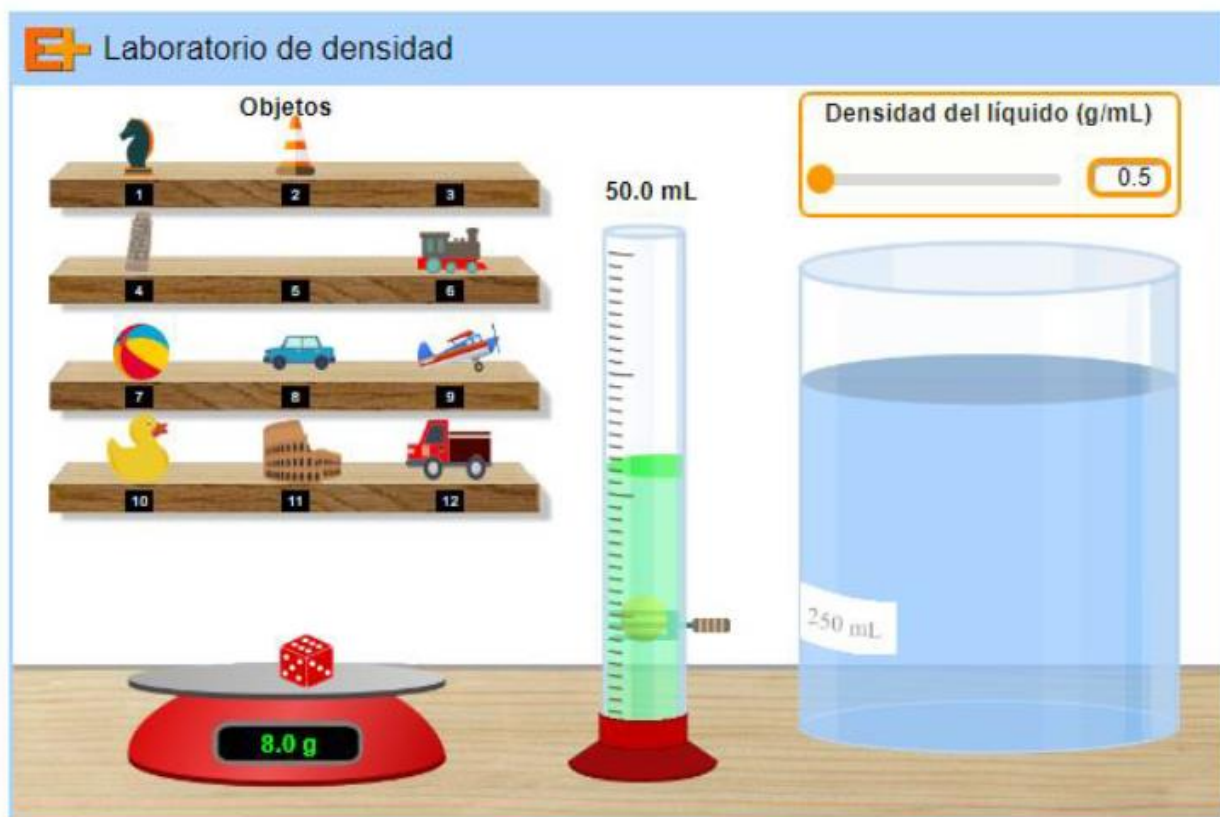 E+ Laboratorio de densidad
Objetos
1 2 3
4 5 6
7 8 9
10 11 12
8.0 g
50.0 mL
Densidad del líquido (g/mL)
0.5
250 mL